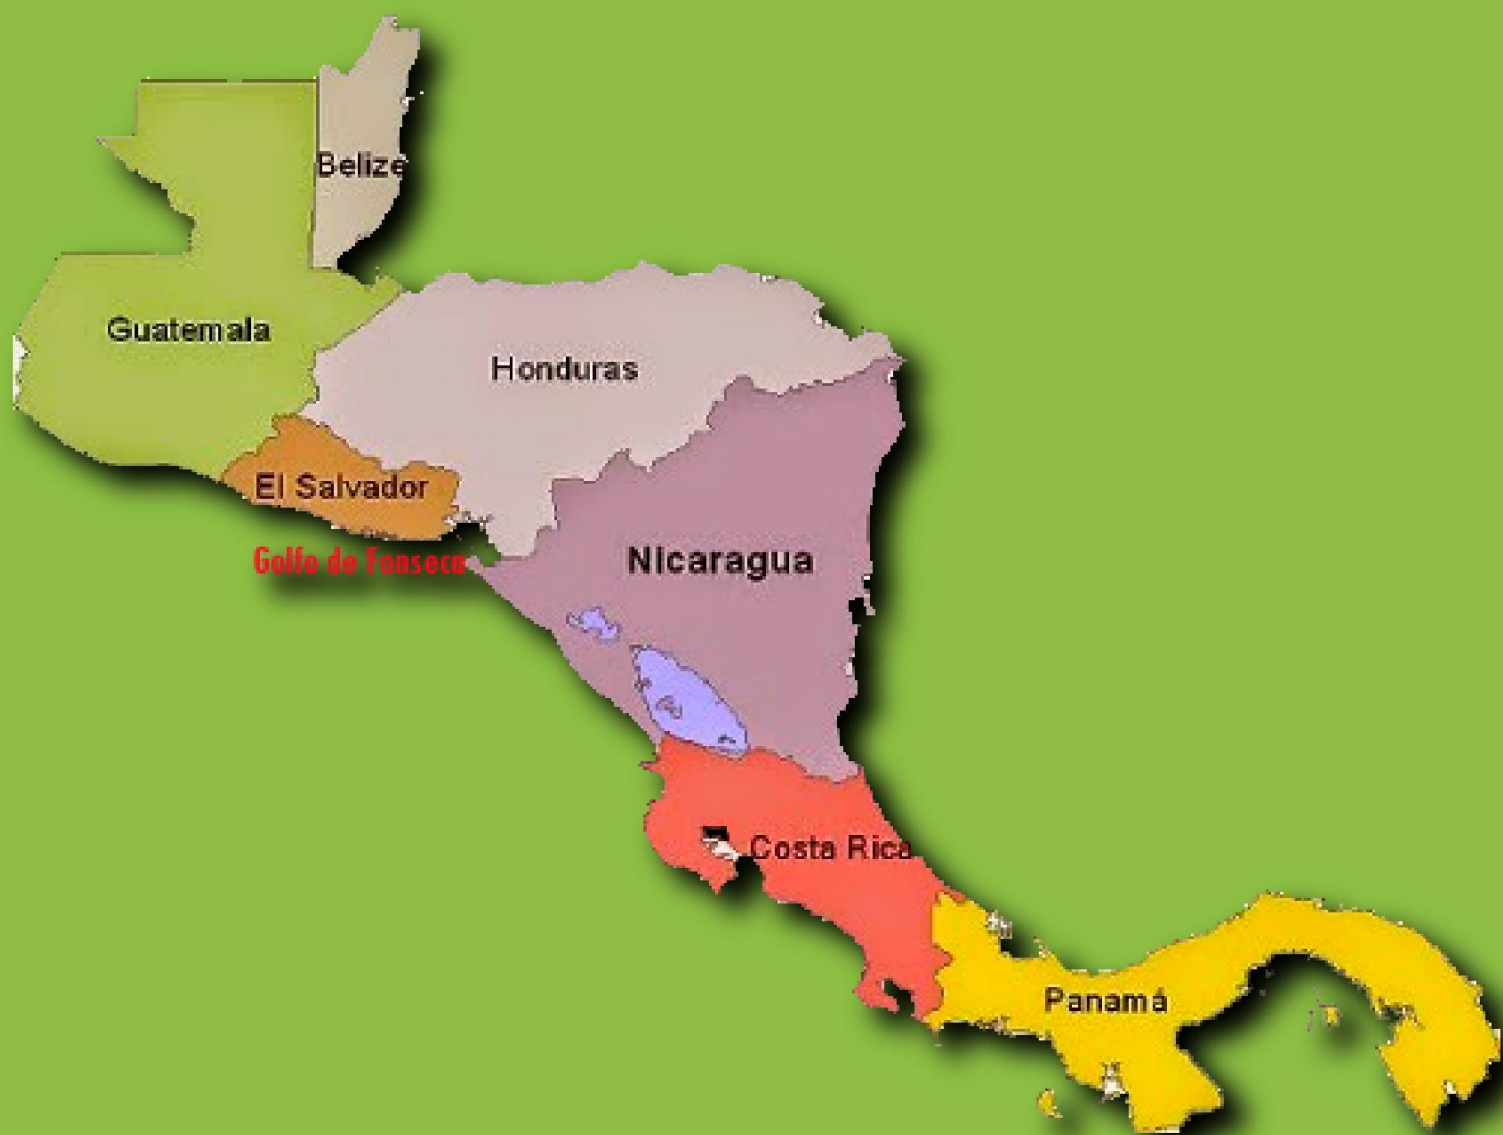 Belize
Guatemala
Honduras
El Salvador
Golfo de Fonseca
Nicaragua
Costa Rica
Panamá